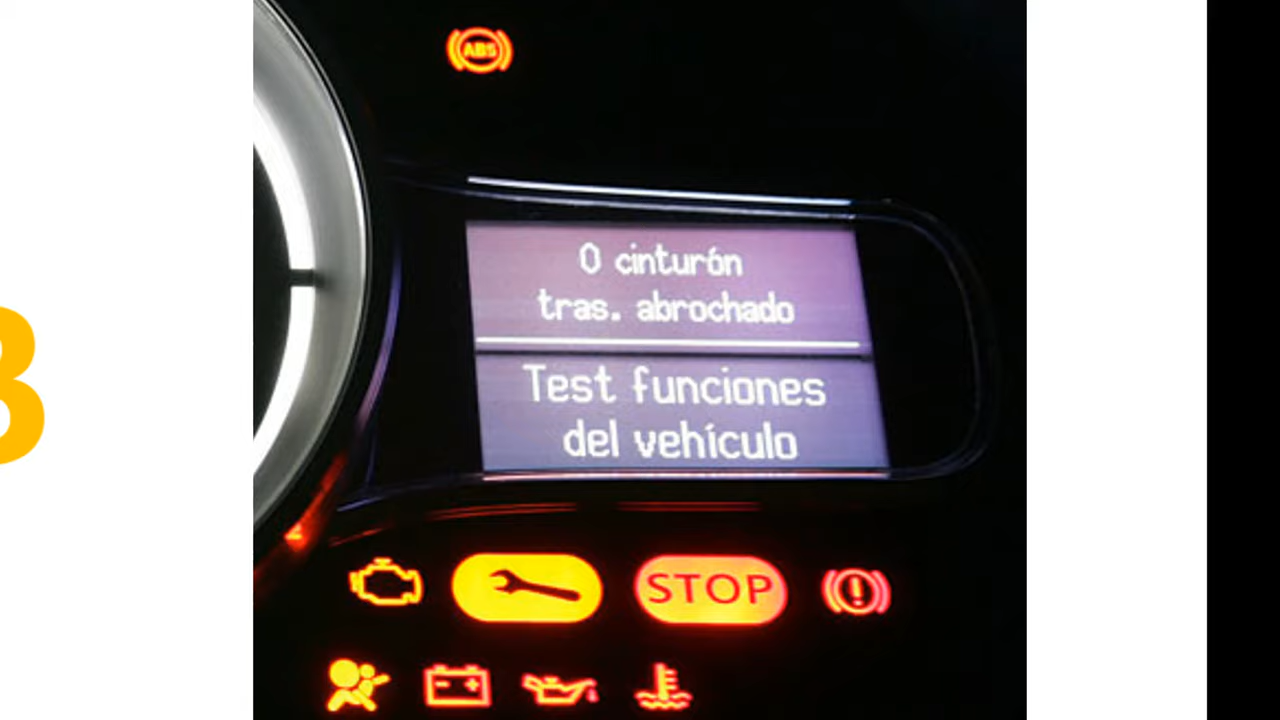 ABS
0 cinturón
tras. abrochado
Test funciones
del vehículo
STOP